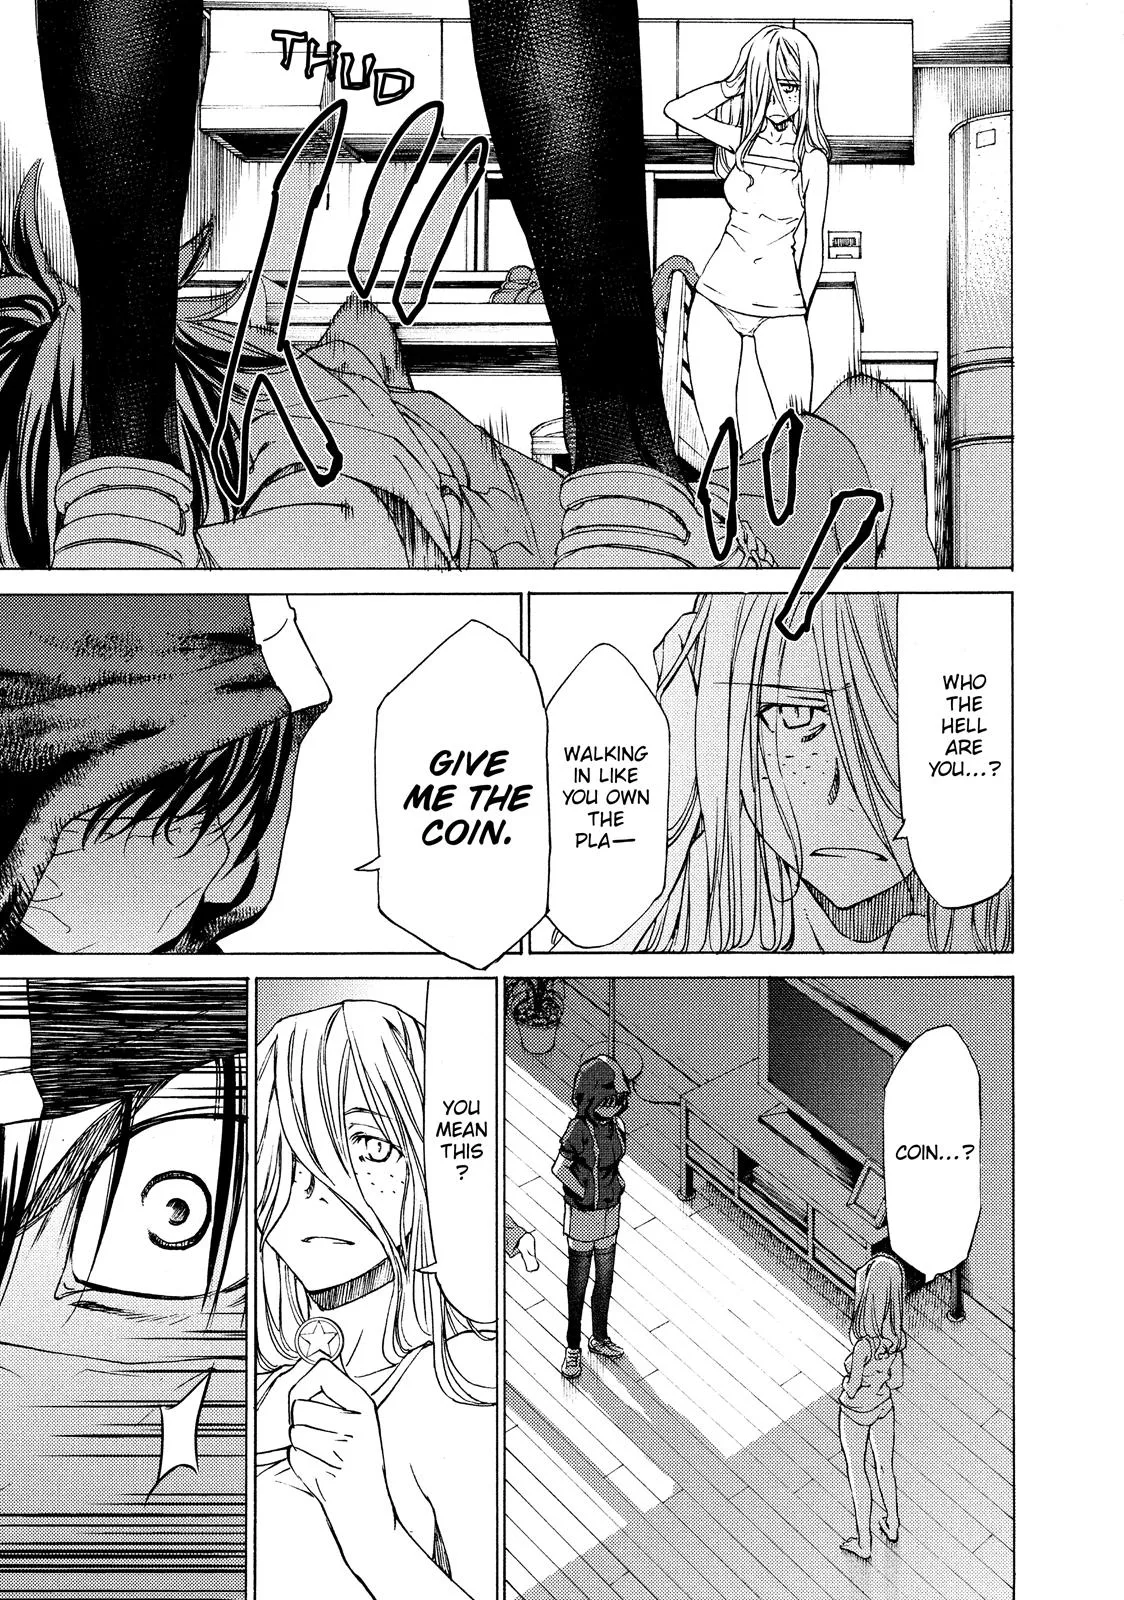 THUD
WHO
THE
HELL
ARE
YOU...?
WALKING
IN LIKE
YOU OWN
THE
PLA—
GIVE
ME THE
COIN.
COIN...?
YOU
MEAN
THIS
?